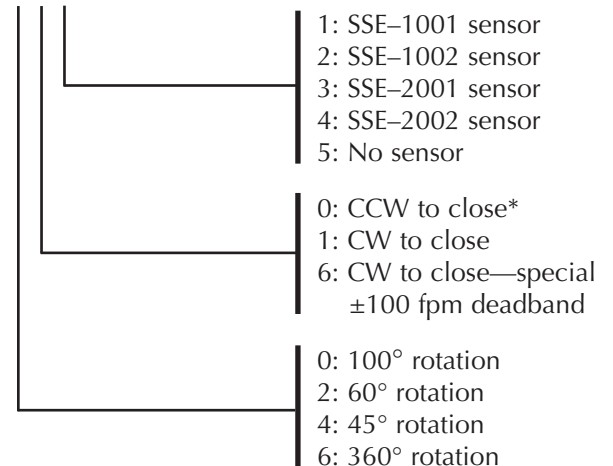 1: SSE–1001 sensor
2: SSE–1002 sensor
3: SSE–2001 sensor
4: SSE–2002 sensor
5: No sensor
0: CCW to close*
1: CW to close
6: CW to close—special
±100 fpm deadband
0: 100° rotation
2: 60° rotation
4: 45° rotation
6: 360° rotation